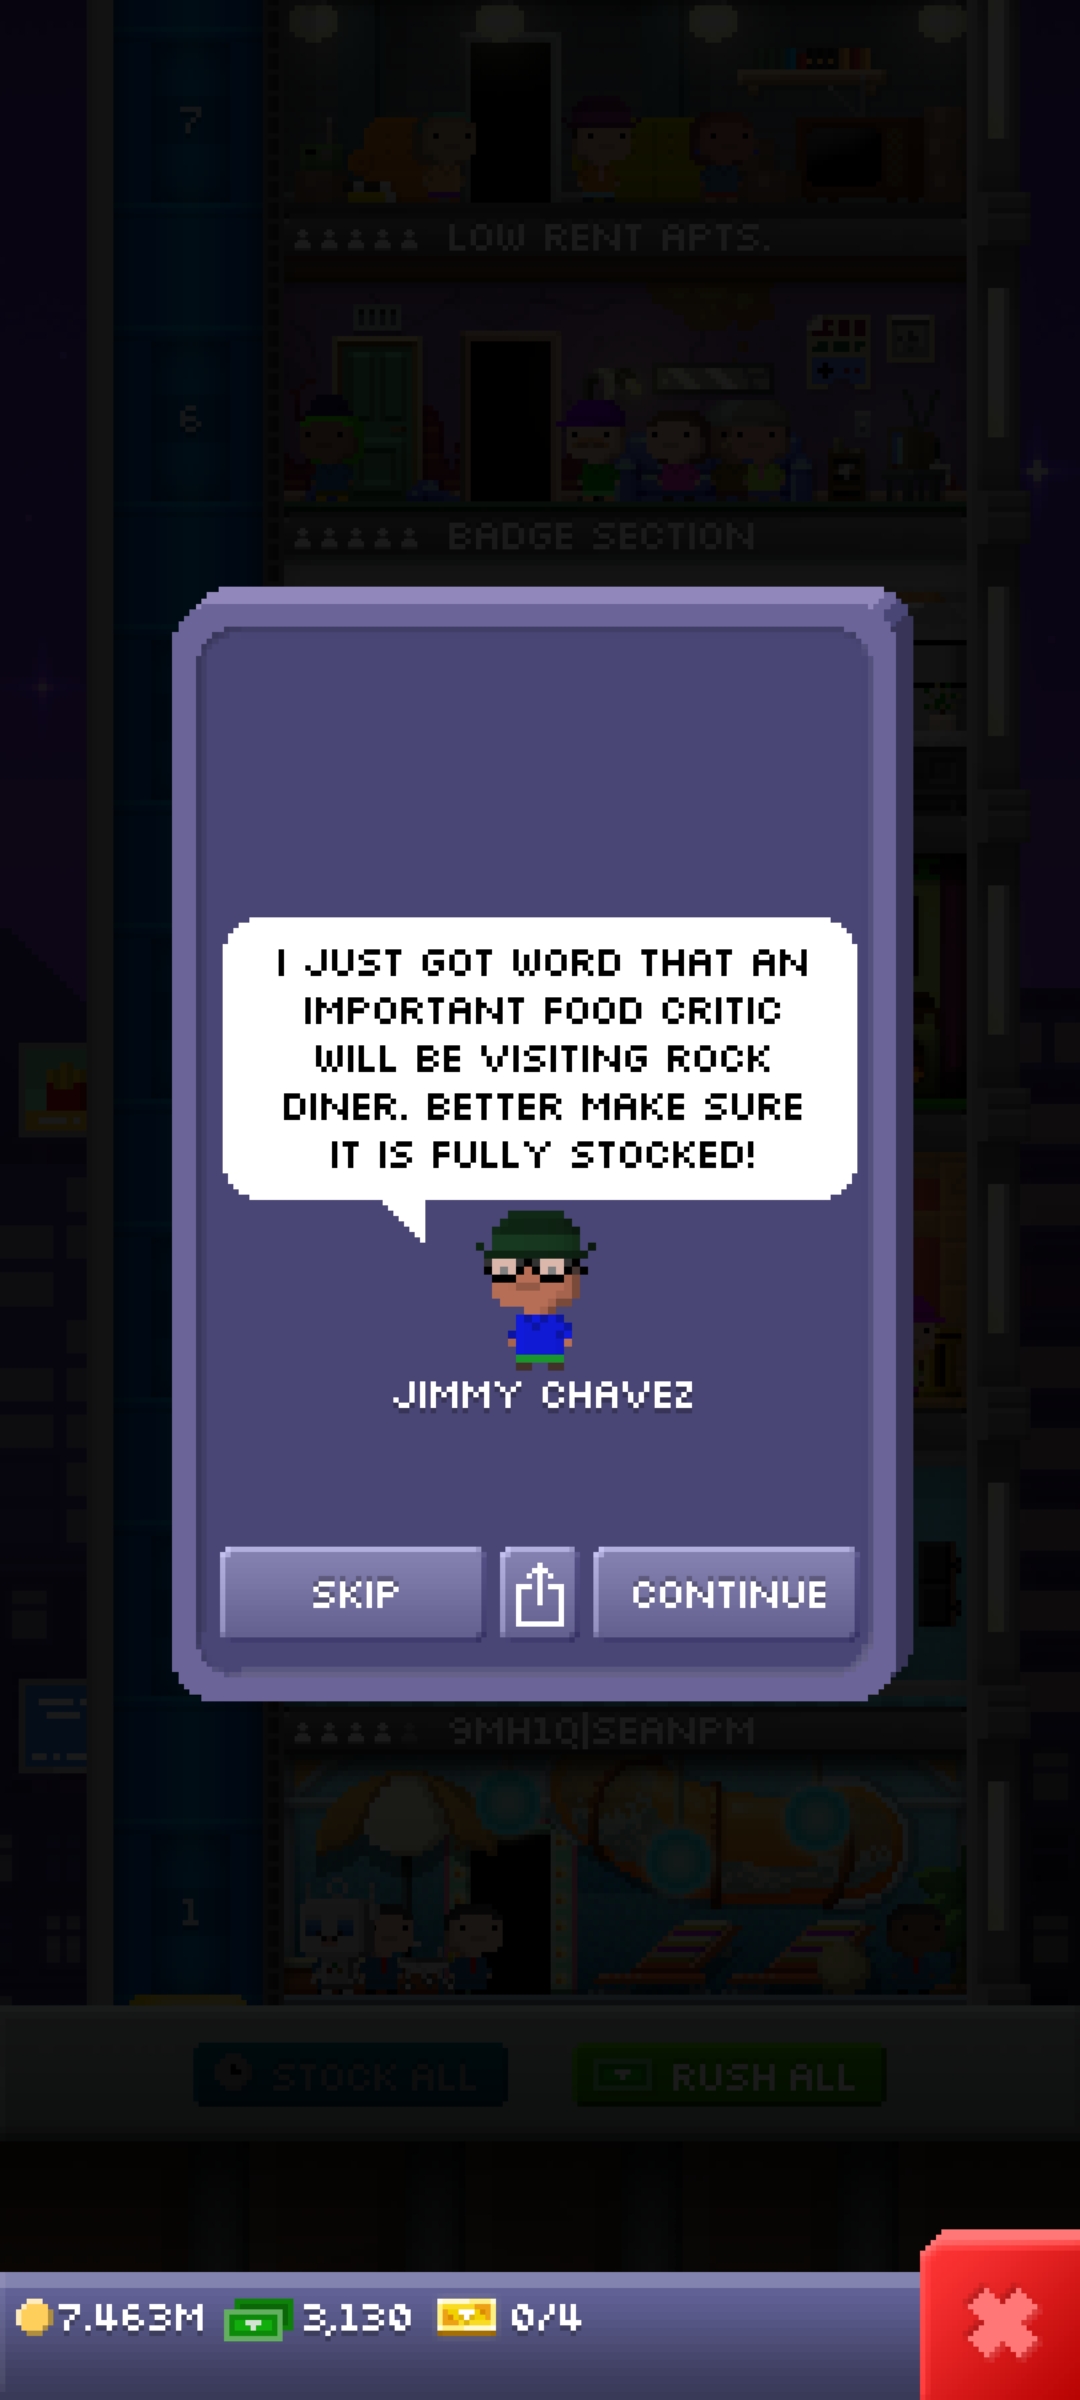 7
LOW RENT APTS.
6
BADGE SECTION
I JUST GOT WORD THAT AN
IMPORTANT FOOD CRITIC
WILL BE VISITING ROCK
DINER. BETTER MAKE SURE
IT IS FULLY STOCKED!
JIMMY CHAVEZ
SKIP
CONTINUE
9MH1Q|SEANPM
1
STOCK ALL
RUSH ALL
7.463M
3,130
0/4